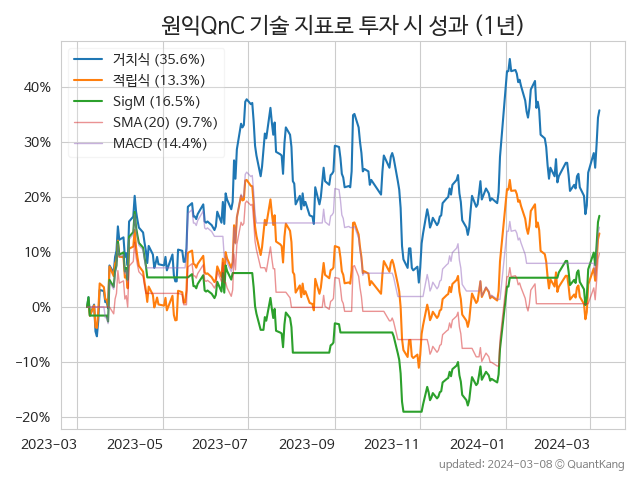 원익QnC 기술 지표로 투자 시 성과 (1년)
거치식 (35.6%)
적립식 (13.3%)
SigM (16.5%)
SMA(20) (9.7%)
MACD (14.4%)
40%
30%
20%
10%
0%
−10%
−20%
2023-03 2023-05 2023-07 2023-09 2023-11 2024-01 2024-03
updated: 2024-03-08 © QuantKang